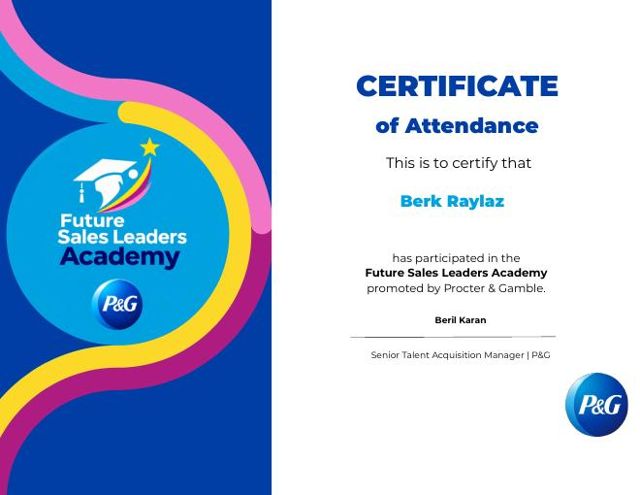 Future
Sales Leaders
Academy
P&G
CERTIFICATE
of Attendance
This is to certify that
Berk Raylaz
has participated in the
Future Sales Leaders Academy
promoted by Procter & Gamble.
Beril Karan
Senior Talent Acquisition Manager | P&G
P&G